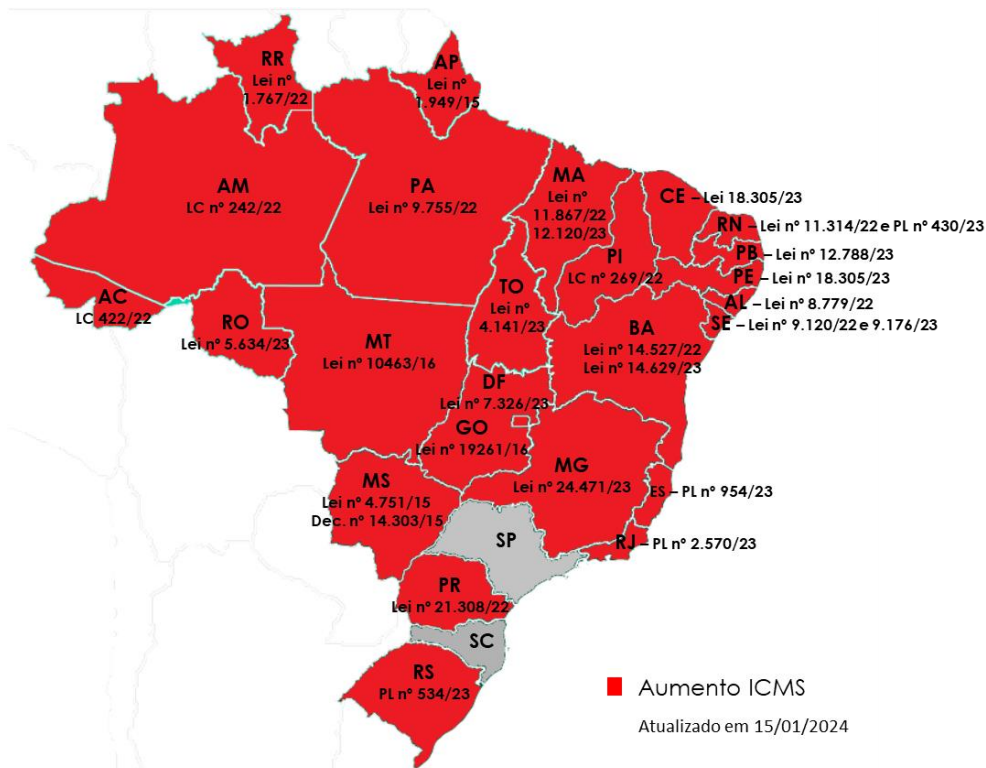 RR
Lei nº
1.767/22
AP
Lei nº
1.949/15
AM
LC nº 242/22
PA
Lei nº 9.755/22
MA
Lei nº
11.867/22
12.120/23
CE – Lei 18.305/23
RN – Lei nº 11.314/22 e PL nº 430/23
PB – Lei nº 12.788/23
PI
LC nº 269/22
PE – Lei nº 18.305/23
AL – Lei nº 8.779/22
SE – Lei nº 9.120/22 e 9.176/23
AC
LC 422/22
RO
Lei nº 5.634/23
TO
Lei nº
4.141/23
BA
Lei nº 14.527/22
Lei nº 14.629/23
MT
Lei nº 10463/16
DF
Lei nº 7.326/23
GO
Lei nº 19261/16
MG
Lei nº 24.471/23
MS
Lei nº 4.751/15
Dec. nº 14.303/15
ES – PL nº 954/23
SP
RJ – PL nº 2.570/23
PR
Lei nº 21.308/22
SC
RS
PL nº 534/23
Aumento ICMS
Atualizado em 15/01/2024